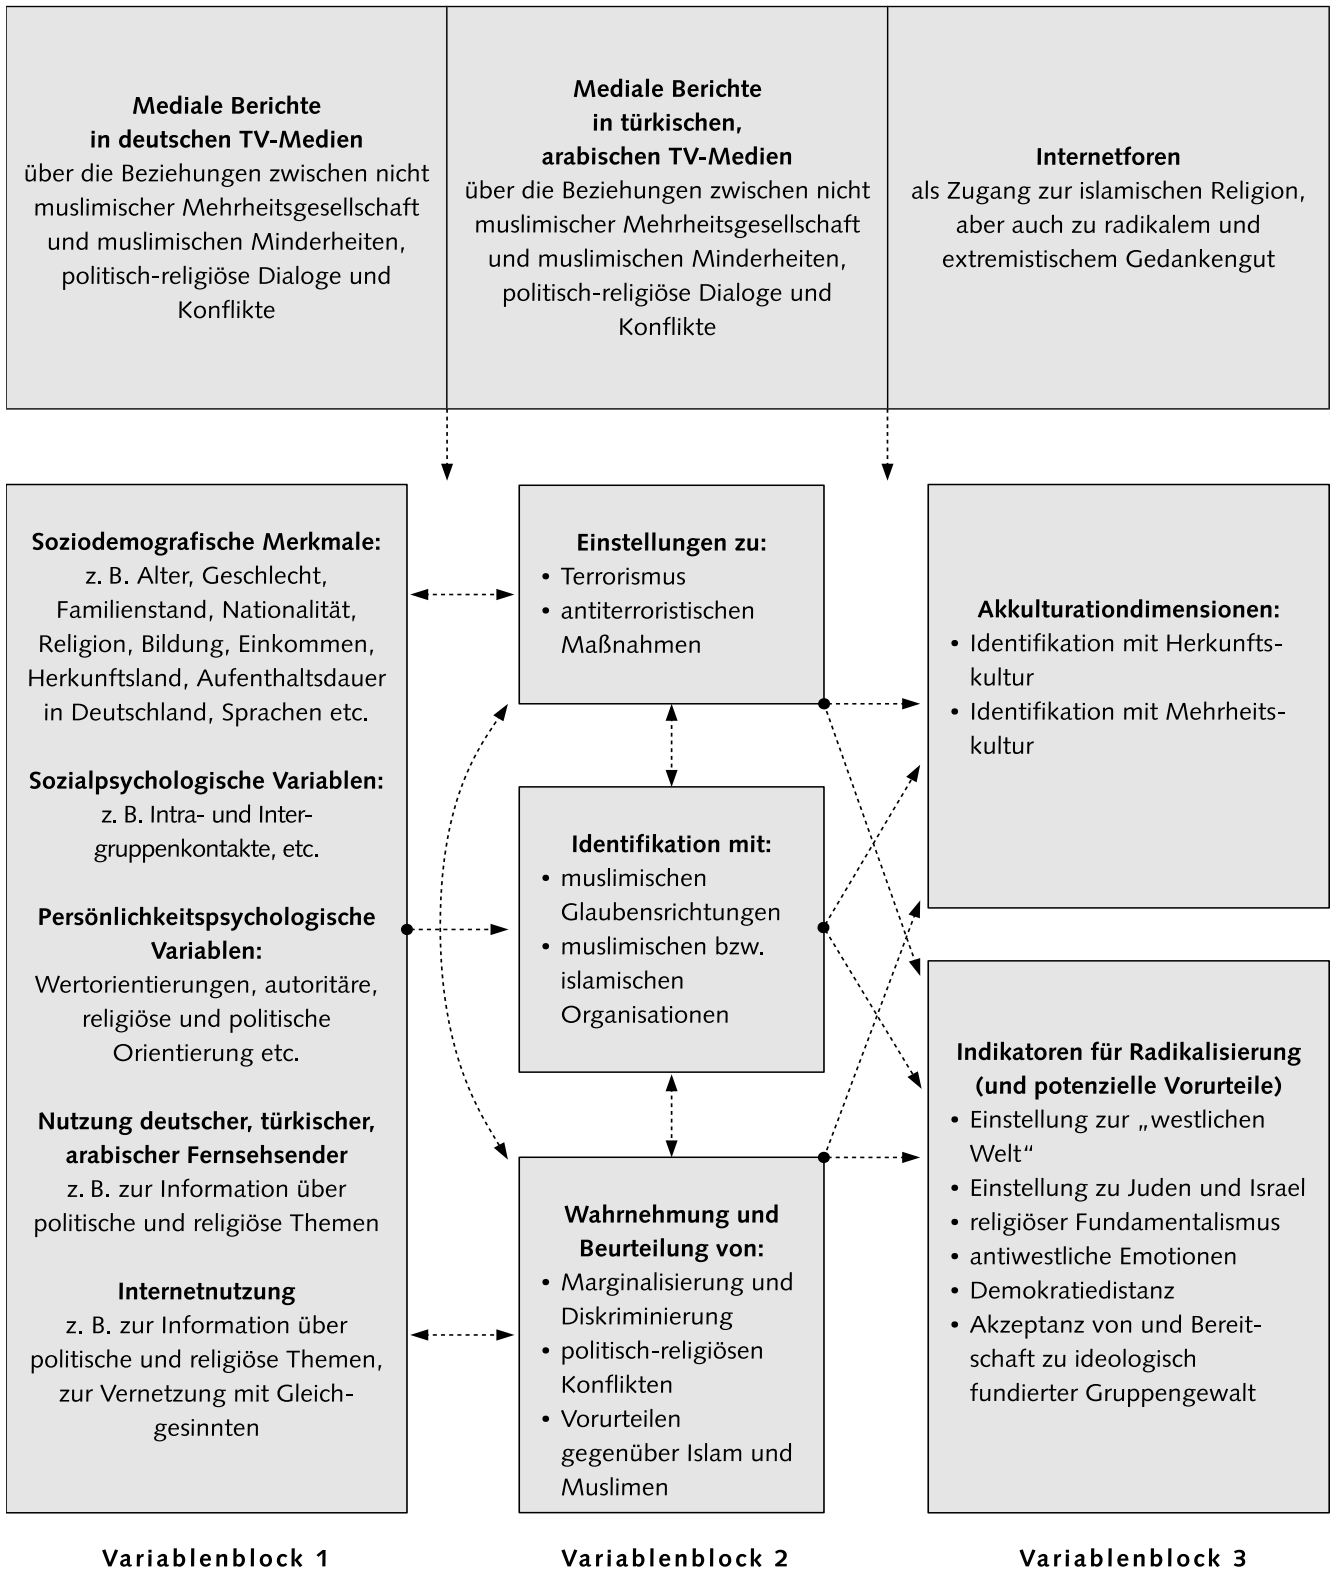 Mediale Berichte
in deutschen TV-Medien
über die Beziehungen zwischen nicht
muslimischer Mehrheitsgesellschaft
und muslimischen Minderheiten,
politisch-religiöse Dialoge und
Konflikte
Mediale Berichte
in türkischen,
arabischen TV-Medien
über die Beziehungen zwischen nicht
muslimischer Mehrheitsgesellschaft
und muslimischen Minderheiten,
politisch-religiöse Dialoge und
Konflikte
Internetforen
als Zugang zur islamischen Religion,
aber auch zu radikalem und
extremistischem Gedankengut
Soziodemografische Merkmale:
z. B. Alter, Geschlecht,
Familienstand, Nationalität,
Religion, Bildung, Einkommen,
Herkunftsland, Aufenthaltsdauer
in Deutschland, Sprachen etc.
Sozialpsychologische Variablen:
z. B. Intra- und Inter-
gruppenkontakte, etc.
Persönlichkeitspsychologische
Variablen:
Wertorientierungen, autoritäre,
religiöse und politische
Orientierung etc.
Nutzung deutscher, türkischer,
arabischer Fernsehsender
z. B. zur Information über
politische und religiöse Themen
Internetnutzung
z. B. zur Information über
politische und religiöse Themen,
zur Vernetzung mit Gleich-
gesinnten
Einstellungen zu:
• Terrorismus
• antiterroristischen
Maßnahmen
Identifikation mit:
• muslimischen
Glaubensrichtungen
• muslimischen bzw.
islamischen
Organisationen
Wahrnehmung und
Beurteilung von:
• Marginalisierung und
Diskriminierung
• politisch-religiösen
Konflikten
• Vorurteilen
gegenüber Islam und
Muslimen
Akkulturationdimensionen:
• Identifikation mit Herkunfts-
kultur
• Identifikation mit Mehrheits-
kultur
Indikatoren für Radikalisierung
(und potenzielle Vorurteile)
• Einstellung zur „westlichen
Welt“
• Einstellung zu Juden und Israel
• religiöser Fundamentalismus
• antiwestliche Emotionen
• Demokratiedistanz
• Akzeptanz von und Bereit-
schaft zu ideologisch
fundierter Gruppengewalt
Variablenblock 1
Variablenblock 2
Variablenblock 3